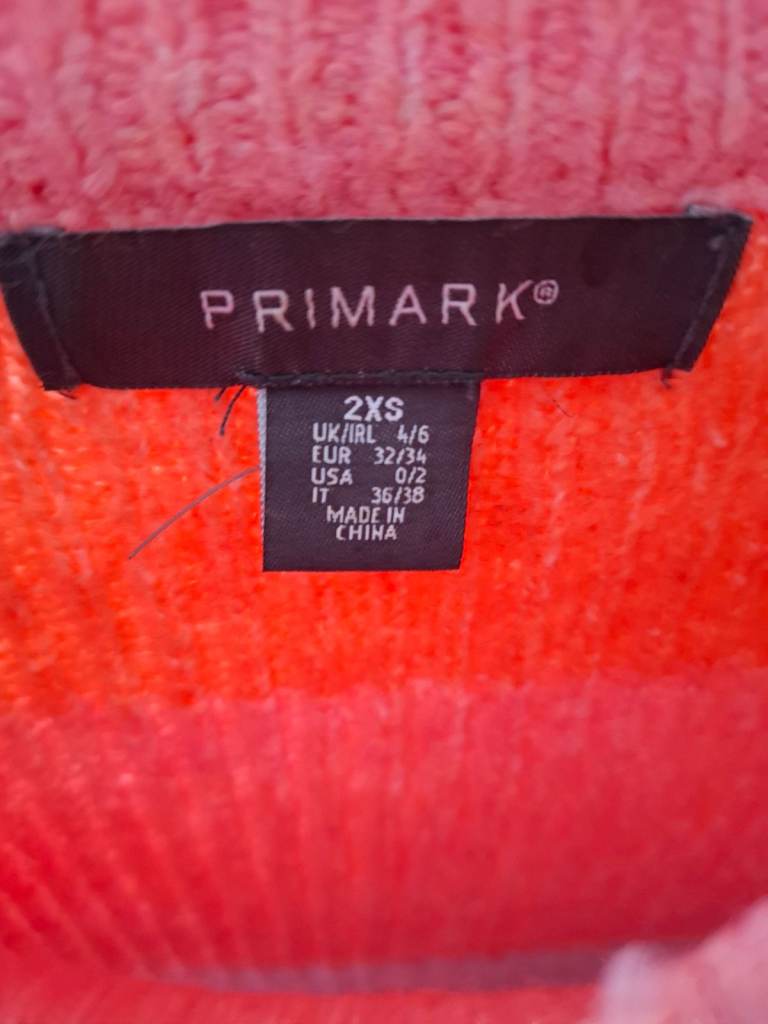 PRIMARK®
2XS
UK/IRL 4/6
EUR 32/34
USA 0/2
IT 36/38
MADE IN
CHINA